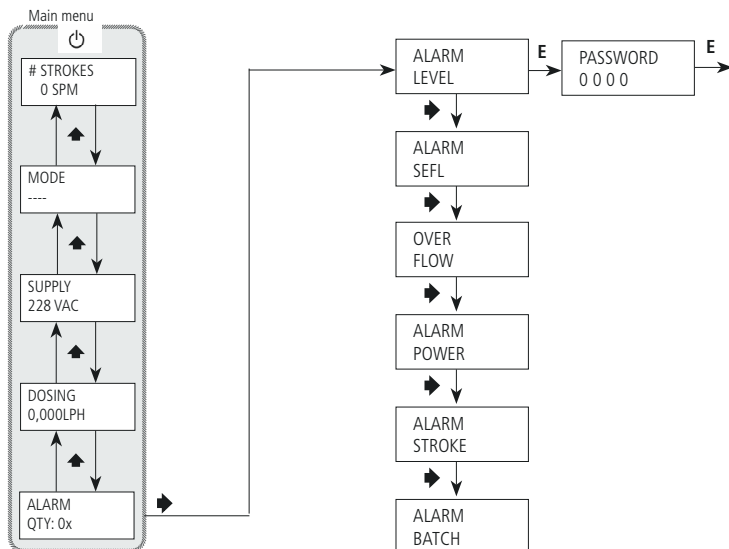 Main menu
# STROKES
0 SPM
MODE
----
SUPPLY
228 VAC
DOSING
0,000LPH
ALARM
QTY: 0x
ALARM
LEVEL
E
PASSWORD
0 0 0 0
E
ALARM
SEFL
OVER
FLOW
ALARM
POWER
ALARM
STROKE
ALARM
BATCH